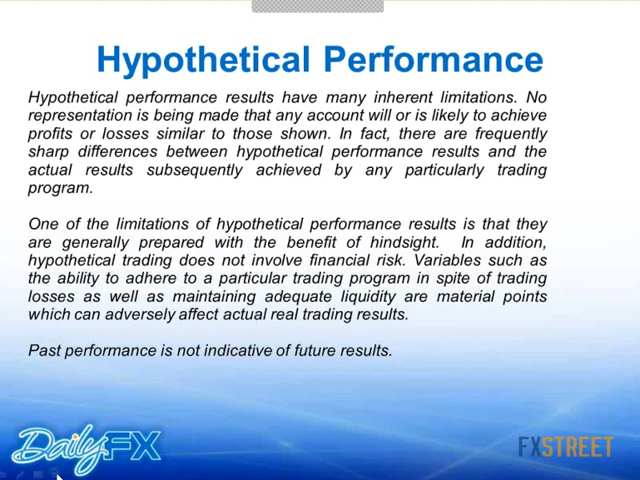 Hypothetical Performance
Hypothetical performance results have many inherent limitations. No
representation is being made that any account will or is likely to achieve
profits or losses similar to those shown. In fact, there are frequently
sharp differences between hypothetical performance results and the
actual results subsequently achieved by any particularly trading
program.
One of the limitations of hypothetical performance results is that they
are generally prepared with the benefit of hindsight. In addition,
hypothetical trading does not involve financial risk. Variables such as
the ability to adhere to a particular trading program in spite of trading
losses as well as maintaining adequate liquidity are material points
which can adversely affect actual real trading results.
Past performance is not indicative of future results.
DailyFX
FXSTREET